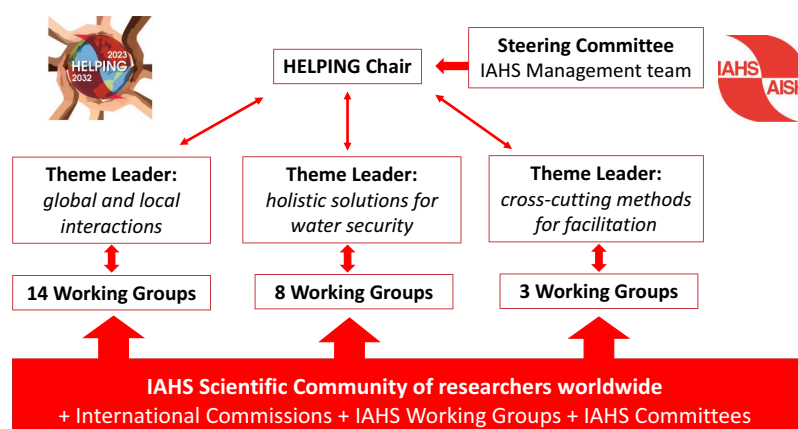 2023
HELPING
2032
HELPING Chair
Steering Committee
IAHS Management team
IAHS
AISH
Theme Leader:
global and local
interactions
Theme Leader:
holistic solutions for
water security
Theme Leader:
cross-cutting methods
for facilitation
14 Working Groups
8 Working Groups
3 Working Groups
IAHS Scientific Community of researchers worldwide
+ International Commissions + IAHS Working Groups + IAHS Committees